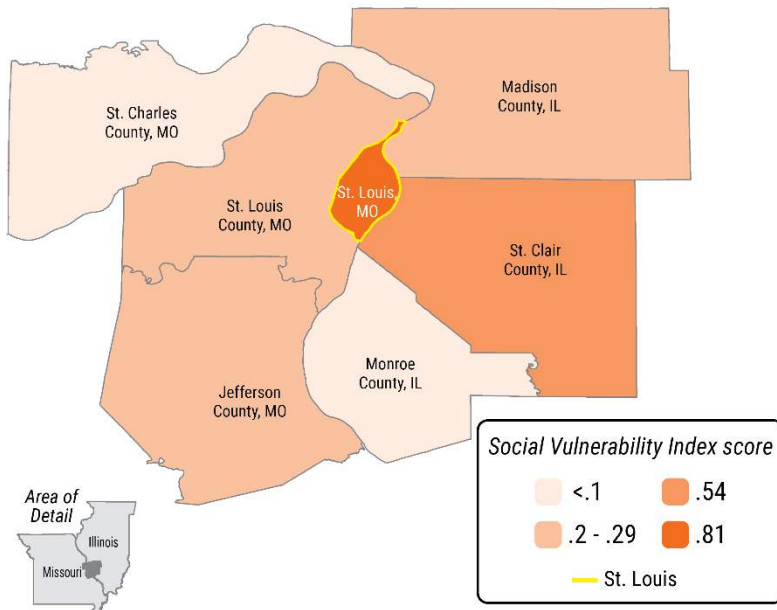 St. Charles
County, MO
Madison
County, IL
St. Louis,
MO
St. Louis
County, MO
St. Clair
County, IL
Monroe
County, IL
Jefferson
County, MO
Social Vulnerability Index score
<.1
.54
.2 - .29
.81
St. Louis
Area of
Detail
Illinois
Missouri